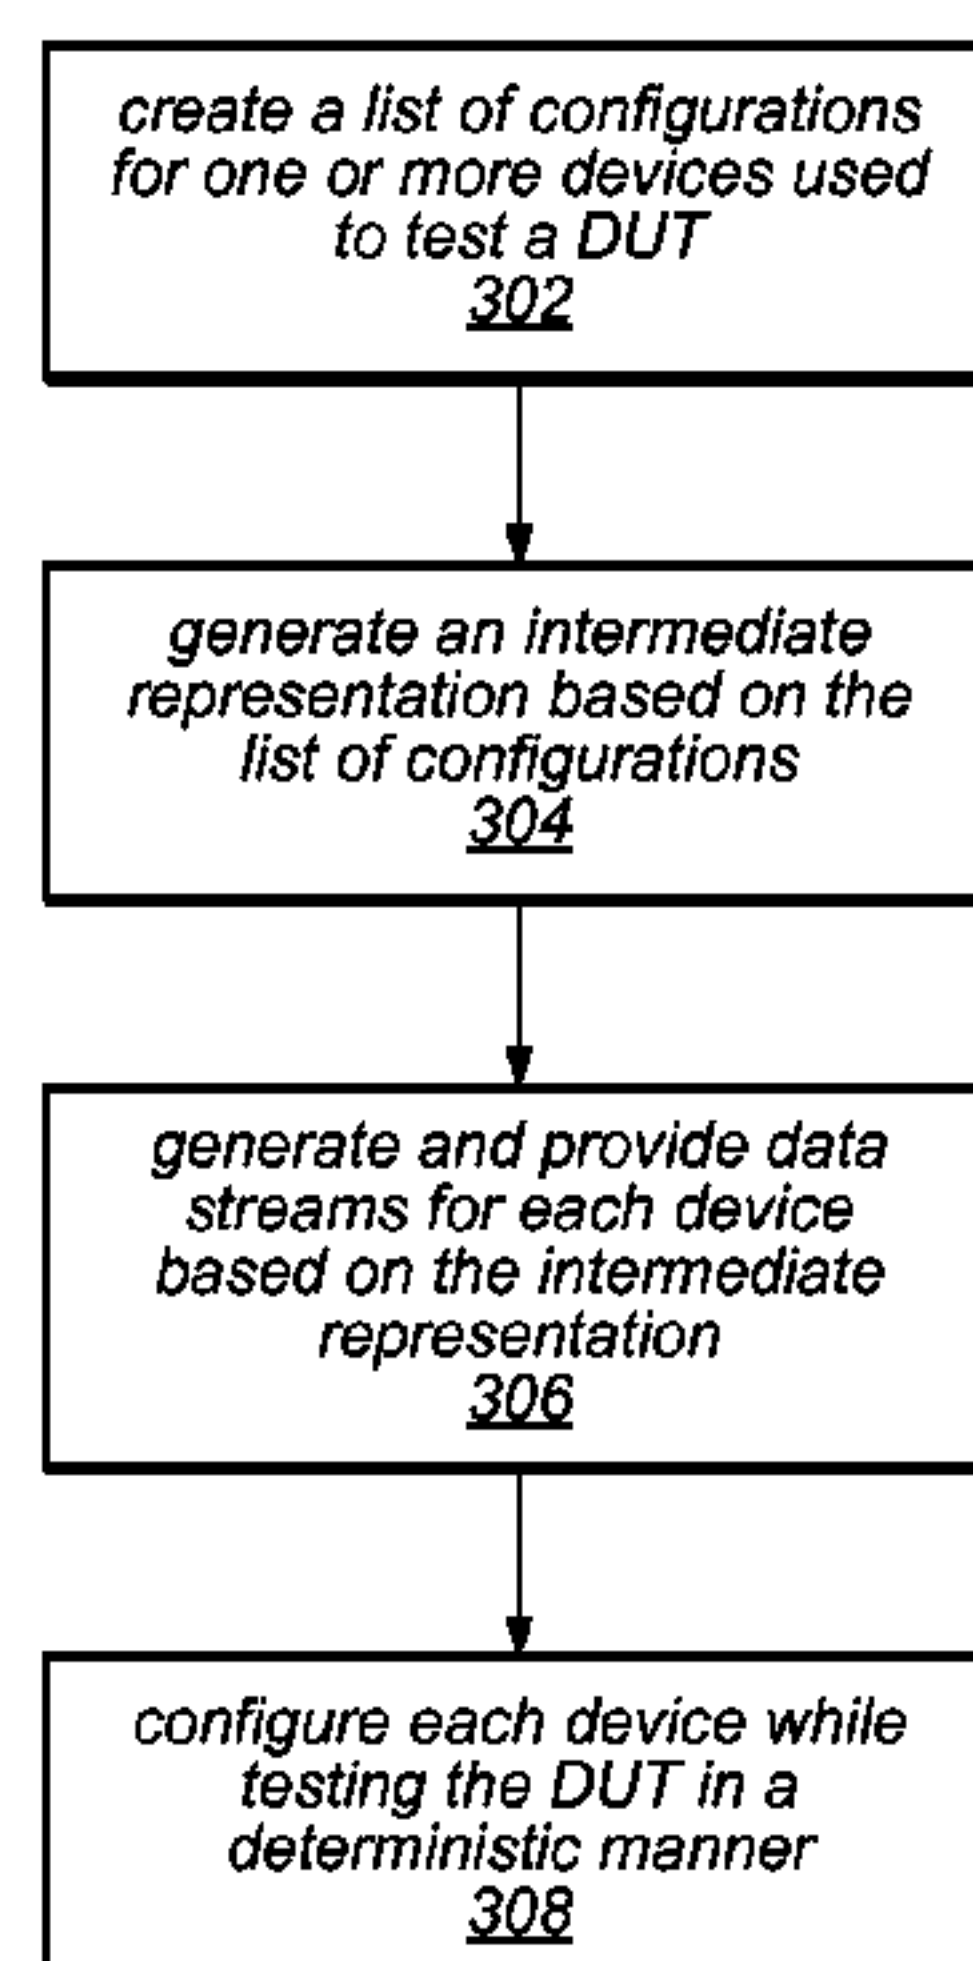 create a list of configurations
for one or more devices used
to test a DUT
302
generate an intermediate
representation based on the
list of configurations
304
generate and provide data
streams for each device
based on the intermediate
representation
306
configure each device while
testing the DUT in a
deterministic manner
308